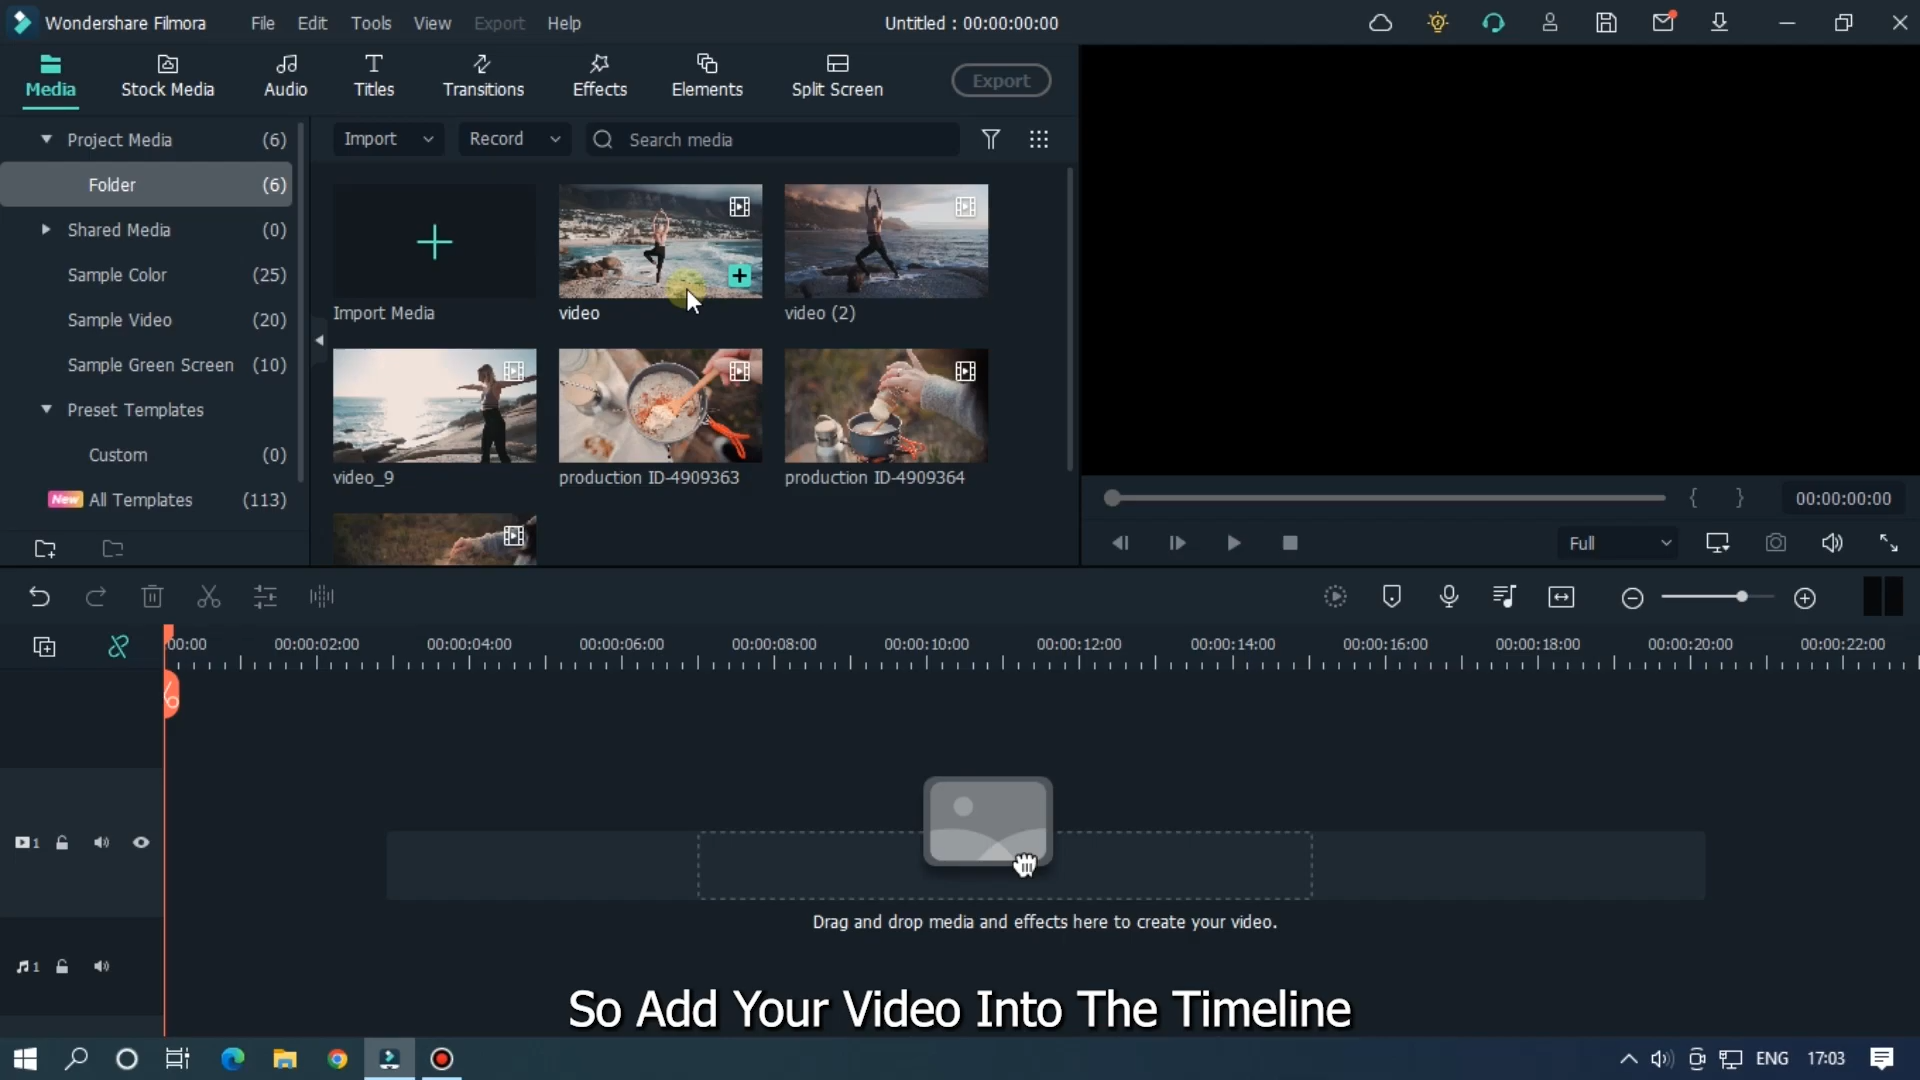 Wondershare Filmora File Edit Tools View Export Help Untitled : 00:00:00:00
Media Stock Media Audio Titles Transitions Effects Elements Split Screen Export
Project Media (6)
Folder (6)
Shared Media (0)
Sample Color (25)
Sample Video (20)
Sample Green Screen (10)
Preset Templates
Custom (0)
New All Templates (113)
Import Record Search media
Import Media video video (2)
video_9 production ID-4909363 production ID-4909364
00:00:00:00
Full
00:00 00:00:02:00 00:00:04:00 00:00:06:00 00:00:08:00 00:00:10:00 00:00:12:00 00:00:14:00 00:00:16:00 00:00:18:00 00:00:20:00 00:00:22:00
1
Drag and drop media and effects here to create your video.
1
So Add Your Video Into The Timeline
ENG 17:03